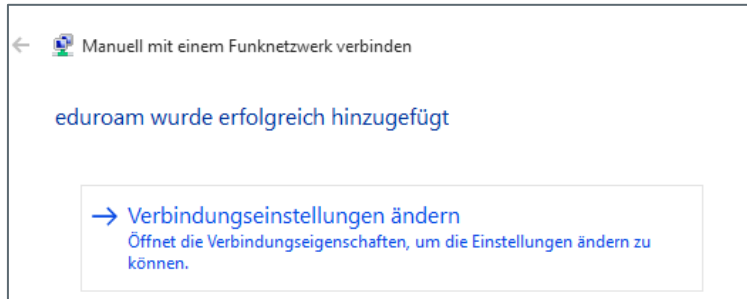 Manuell mit einem Funknetzwerk verbinden
eduroam wurde erfolgreich hinzugefügt
Verbindungseinstellungen ändern
Öffnet die Verbindungseigenschaften, um die Einstellungen ändern zu
können.